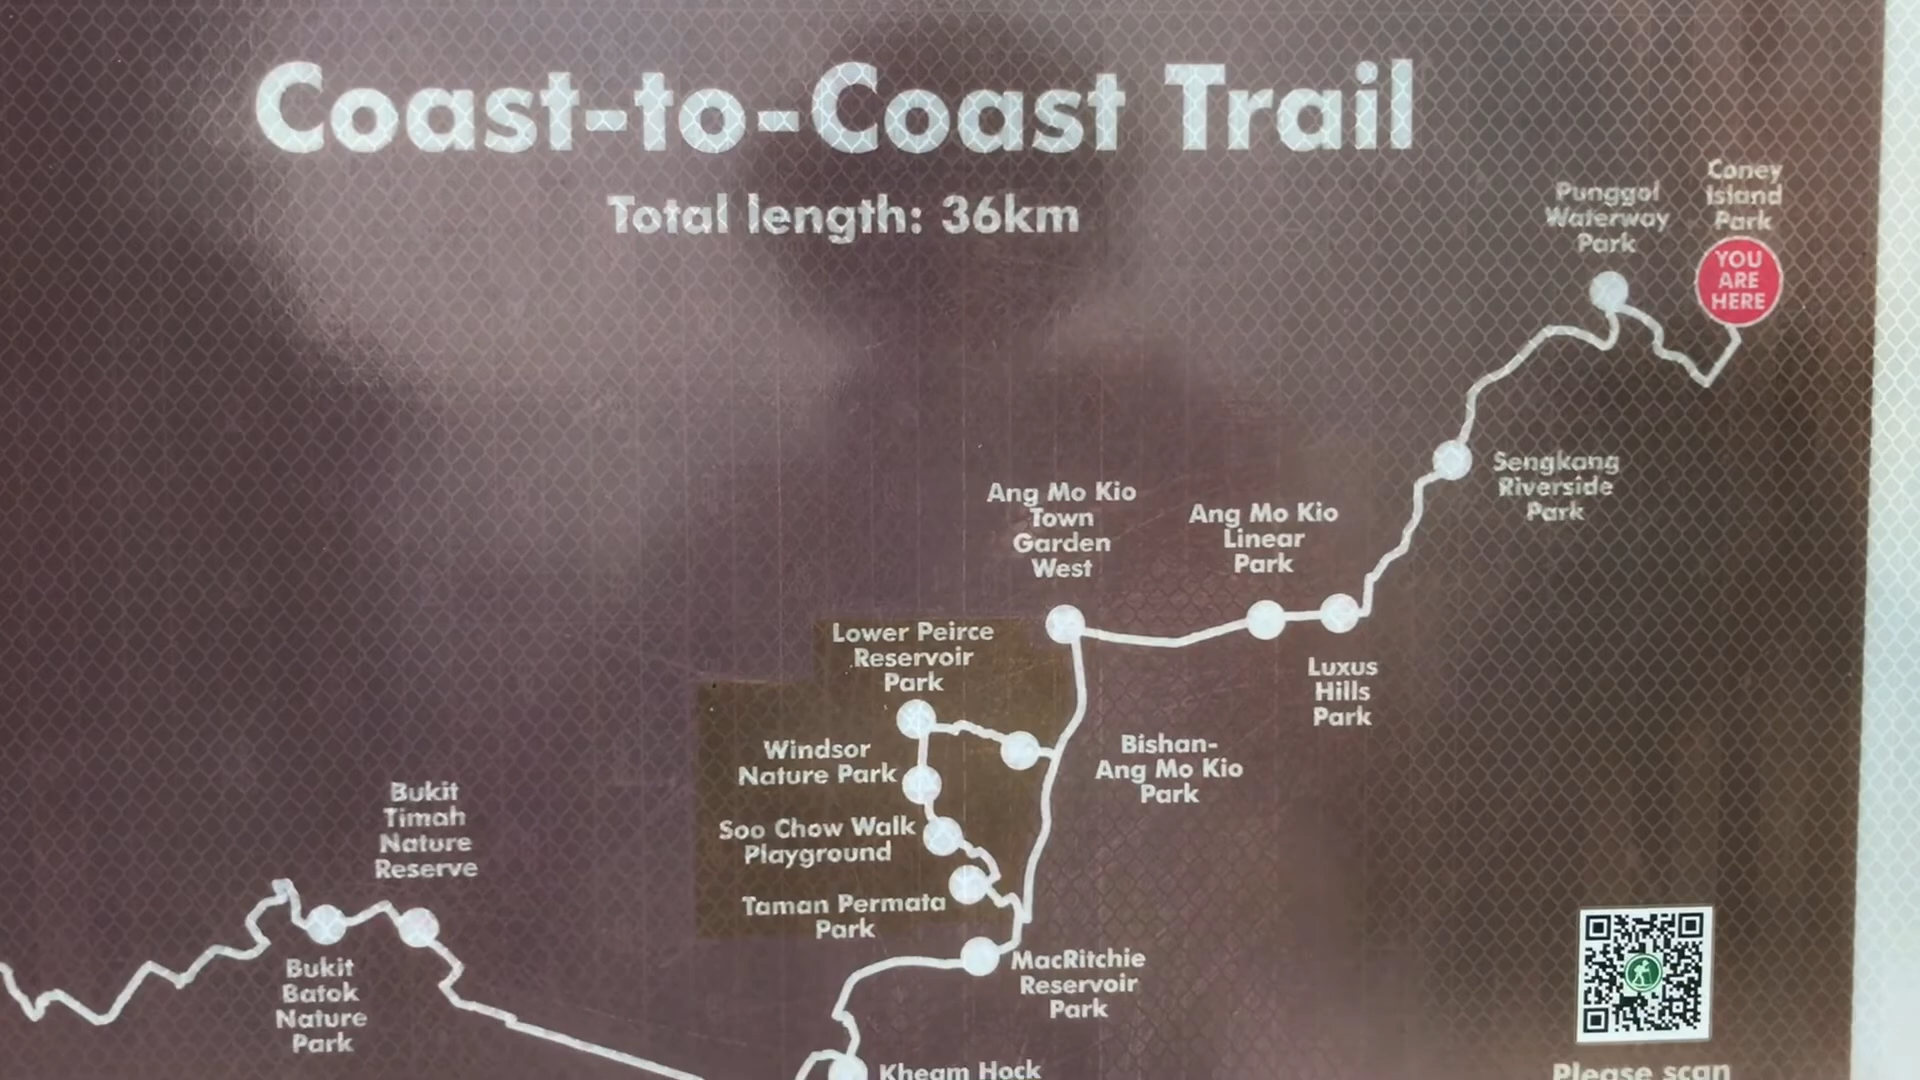 Coast-to-Coast Trail
Total length: 36km
Coney
Island
Park
Punggol
Waterway
Park
YOU
ARE
HERE
Sengkang
Riverside
Park
Ang Mo Kio
Town
Garden
West
Ang Mo Kio
Linear
Park
Luxus
Hills
Park
Lower Peirce
Reservoir
Park
Windsor
Nature Park
Bishan-
Ang Mo Kio
Park
Soo Chow Walk
Playground
Taman Permata
Park
Bukit
Timah
Nature
Reserve
Bukit
Batok
Nature
Park
MacRitchie
Reservoir
Park
Kheam Hock
Please scan